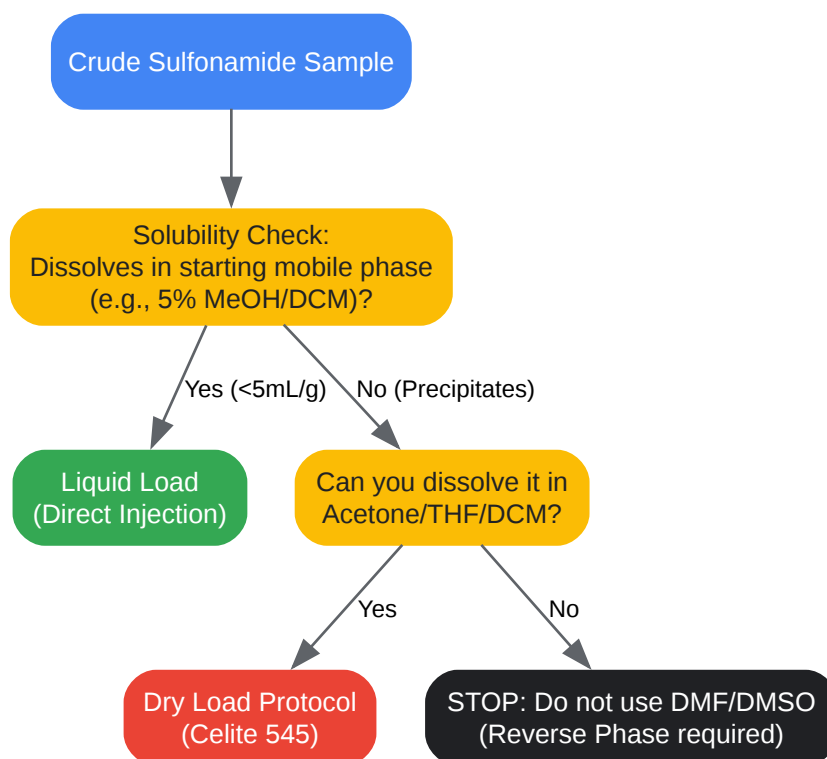 Crude Sulfonamide Sample
Solubility Check:
Dissolves in starting mobile phase
(e.g., 5% MeOH/DCM)?
Yes (<5mL/g)
No (Precipitates)
Liquid Load
(Direct Injection)
Can you dissolve it in
Acetone/THF/DCM?
Yes
No
Dry Load Protocol
(Celite 545)
STOP: Do not use DMF/DMSO
(Reverse Phase required)